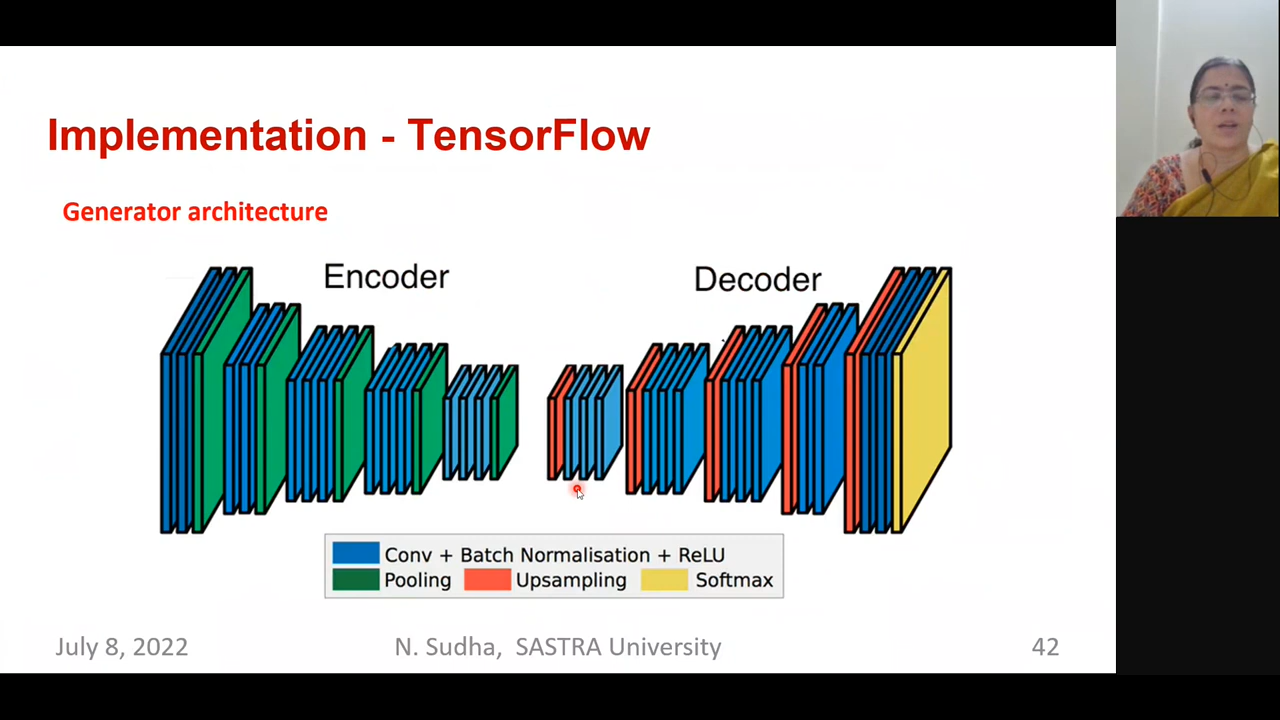 Implementation - TensorFlow
Generator architecture
Encoder
Decoder
Conv + Batch Normalisation + ReLU
Pooling Upsampling Softmax
July 8, 2022 N. Sudha, SASTRA University 42